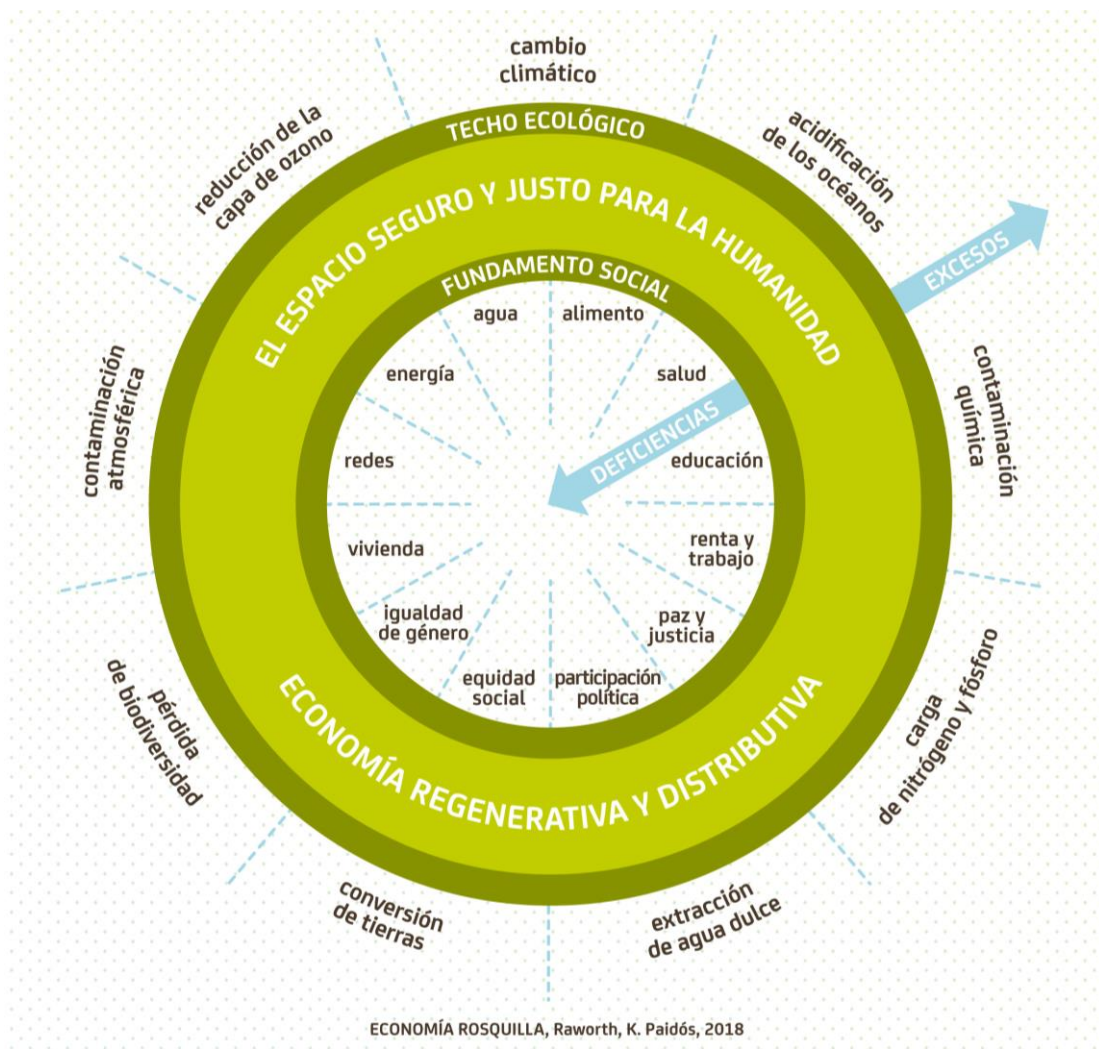 cambio
climático
acidificación
de los océanos
EXCESOS
contaminación
química
carga
de nitrógeno y fósforo
extracción
de agua dulce
conversión
de tierras
pérdida
de biodiversidad
contaminación
atmosférica
reducción de la
capa de ozono
TECHO ECOLÓGICO
EL ESPACIO SEGURO Y JUSTO PARA LA HUMANIDAD
FUNDAMENTO SOCIAL
agua
alimento
salud
DEFICIENCIAS
educación
renta y
trabajo
paz y
justicia
participación
política
equidad
social
igualdad
de género
vivienda
redes
energía
ECONOMÍA REGENERATIVA Y DISTRIBUTIVA
ECONOMÍA ROSQUILLA, Raworth, K. Paidós, 2018